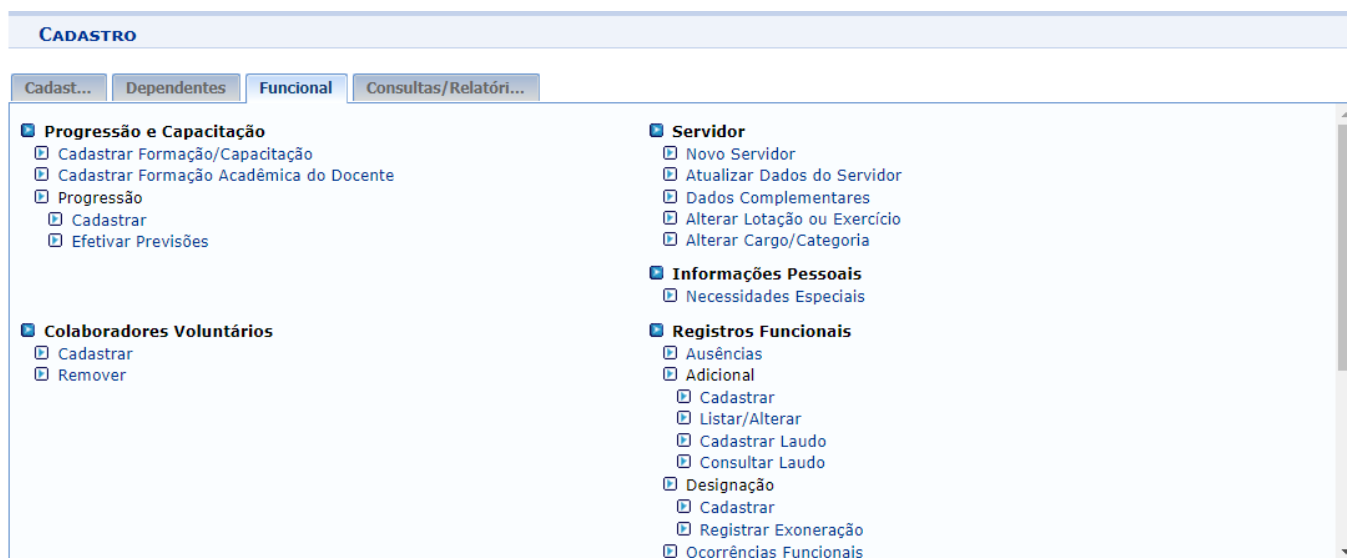 CADASTRO
Cadast... Dependentes Funcional Consultas/Relatóri...
Progressão e Capacitação
Cadastrar Formação/Capacitação
Cadastrar Formação Acadêmica do Docente
Progressão
Cadastrar
Efetivar Previsões
Colaboradores Voluntários
Cadastrar
Remover
Servidor
Novo Servidor
Atualizar Dados do Servidor
Dados Complementares
Alterar Lotação ou Exercício
Alterar Cargo/Categoria
Informações Pessoais
Necessidades Especiais
Registros Funcionais
Ausências
Adicional
Cadastrar
Listar/Alterar
Cadastrar Laudo
Consultar Laudo
Designação
Cadastrar
Registrar Exoneração
Ocorrências Funcionais